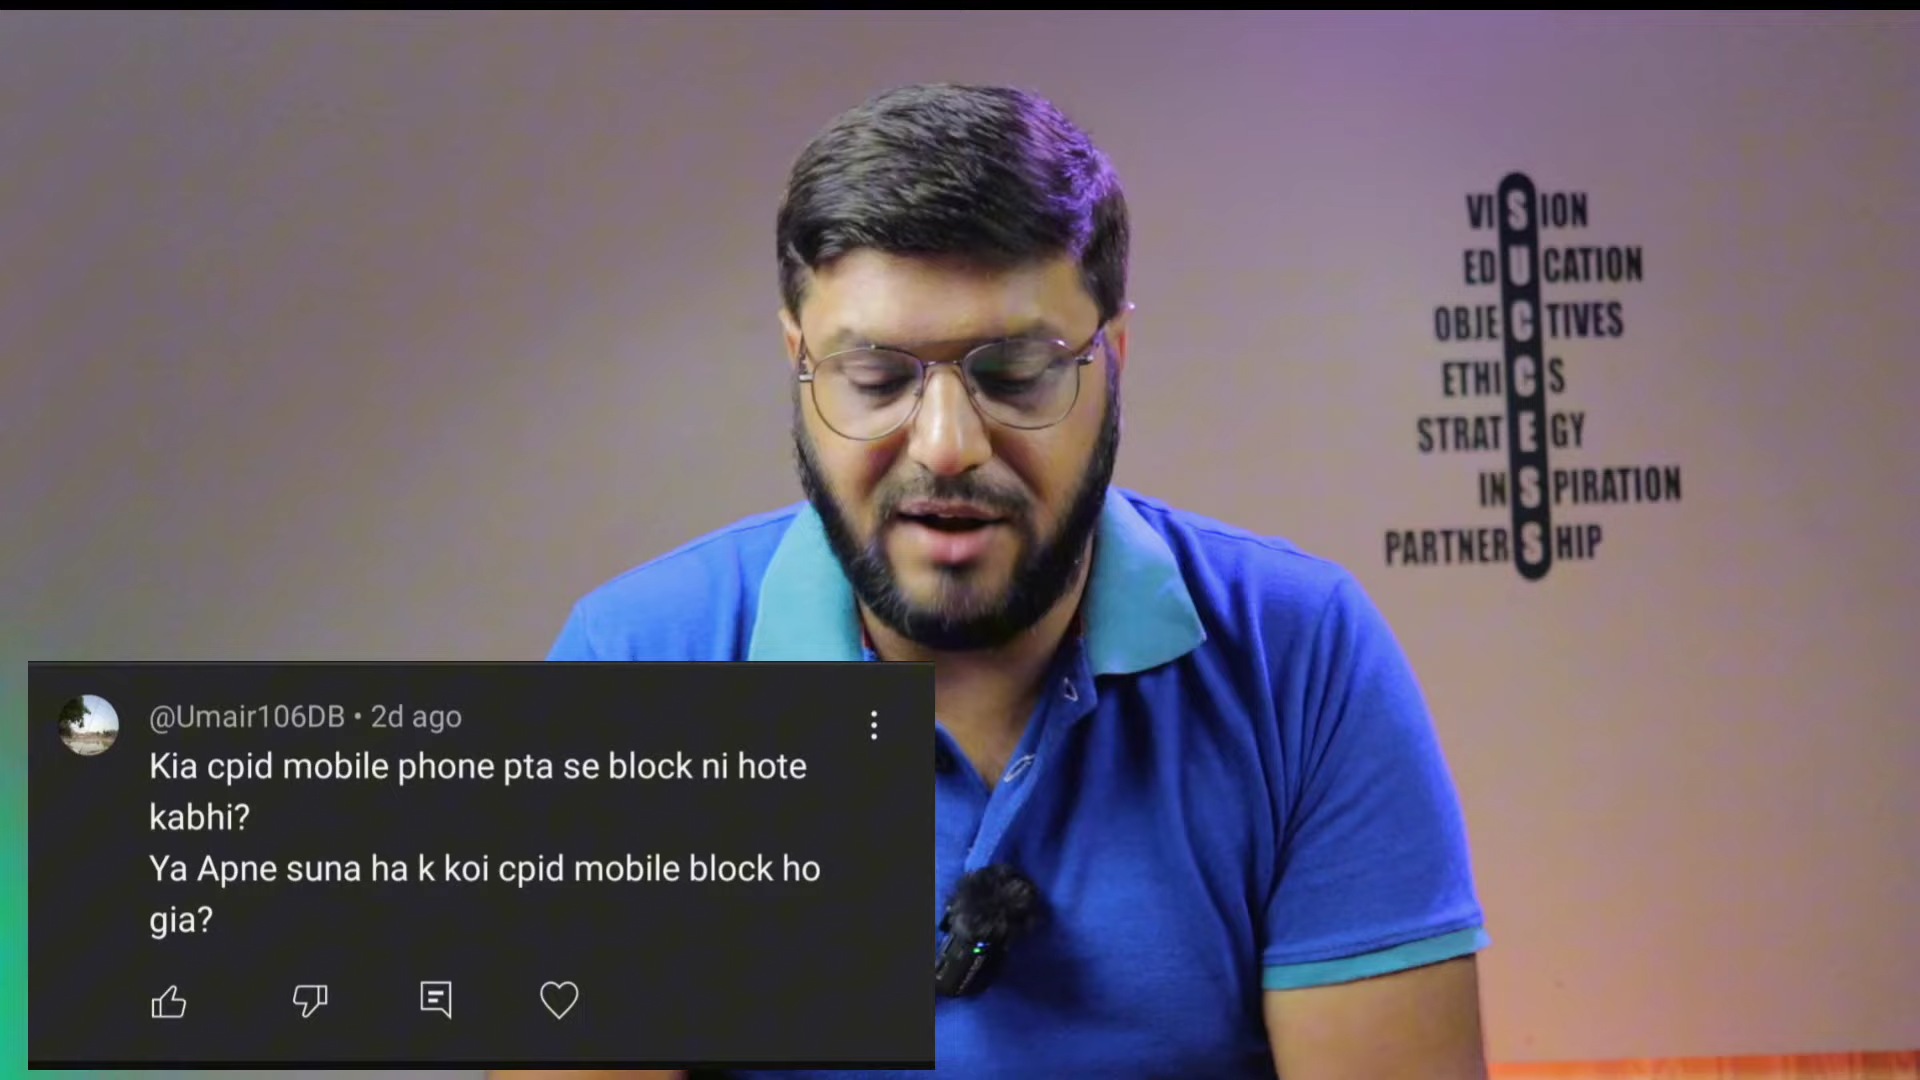 VISION
EDUCATION
OBJECTIVES
ETHICS
STRATEGY
INSPIRATION
PARTNERSHIP
@Umair106DB • 2d ago
Kia cpid mobile phone pta se block ni hote
kabhi?
Ya Apne suna ha k koi cpid mobile block ho
gia?